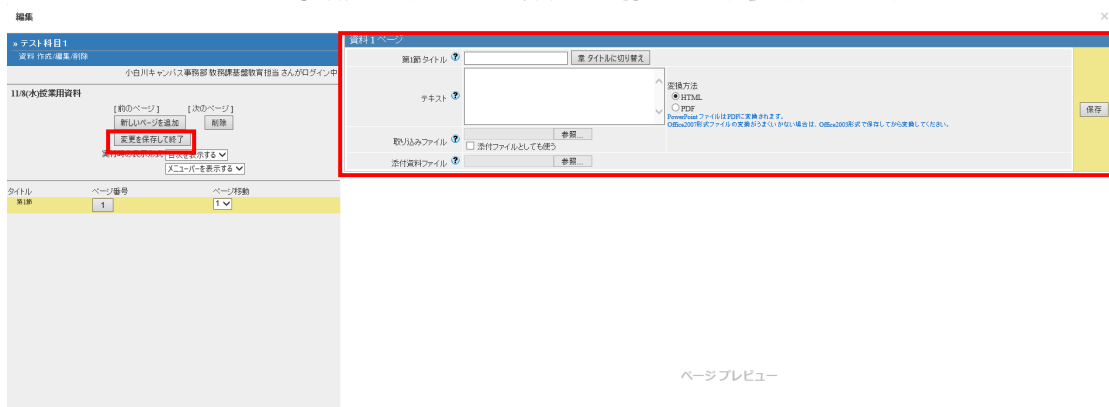 編集
×
» テスト科目1
資料 作成/編集/削除
小白川キャンパス事務部 教務課基盤教育担当 さんがログイン中
11/8(水)授業用資料
[前のページ] [次のページ]
新しいページを追加 削除
変更を保存して終了
目次を表示する
メニューバーを表示する
タイトル ページ番号 ページ移動
第1節 1 1
資料 1 ページ
第1節 タイトル ? 章 タイトルに切り替え
テキスト ?
変換方法
HTML
PDF
PowerPoint ファイルはPDFに変換されます。
Office2007形式ファイルの変換がうまくいかない場合は、Office2003形式で保存してから変換してください。
取り込みファイル ? 参照...
添付ファイルとしても使う
添付資料ファイル ? 参照...
保存
ページ プレビュー